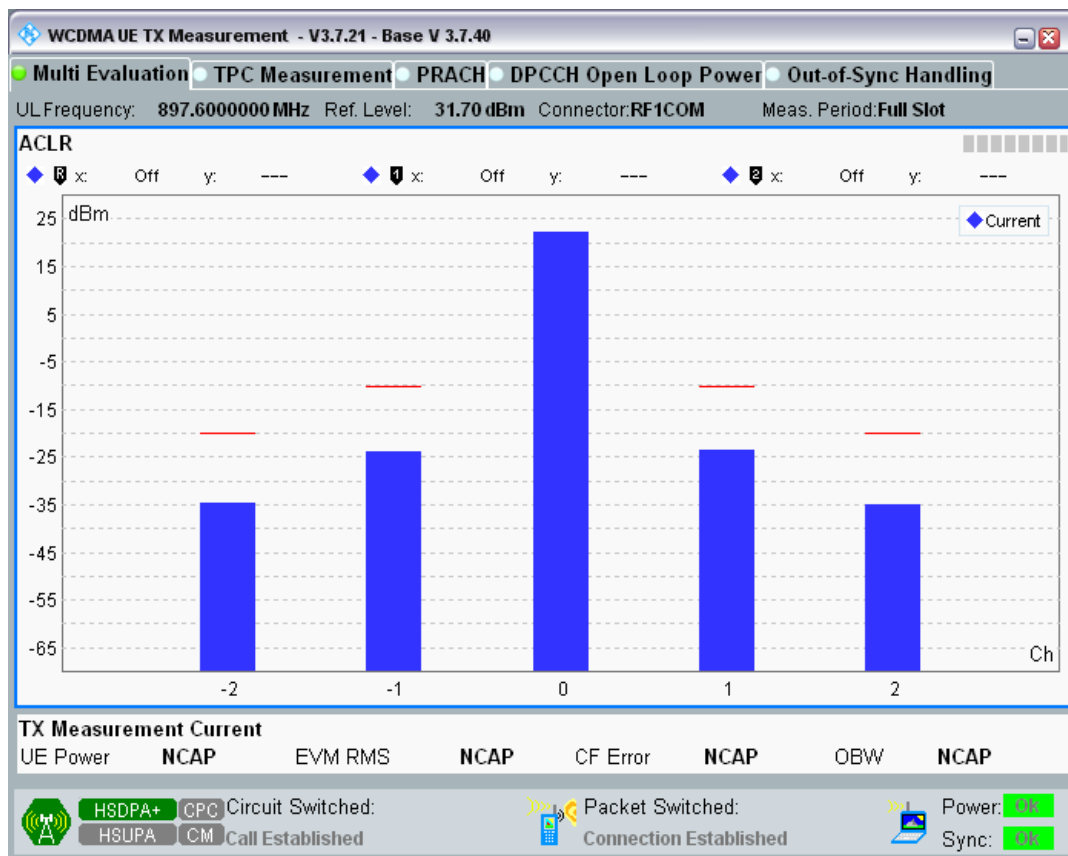 WCDMA UE TX Measurement - V3.7.21 - Base V 3.7.40
Multi Evaluation TPC Measurement PRACH DPCCH Open Loop Power Out-of-Sync Handling
UL Frequency: 897.6000000 MHz Ref. Level: 31.70 dBm Connector:RF1COM Meas. Period:Full Slot
ACLR
R x: Off y: --- 1 x: Off y: --- 2 x: Off y: ---
dBm
Current
25
15
5
-5
-15
-25
-35
-45
-55
-65
Ch
-2 -1 0 1 2
TX Measurement Current
UE Power NCAP EVM RMS NCAP CF Error NCAP OBW NCAP
HSDPA+ CPC Circuit Switched: Packet Switched: Power: OK
HSUPA CM Call Established Connection Established Sync: OK